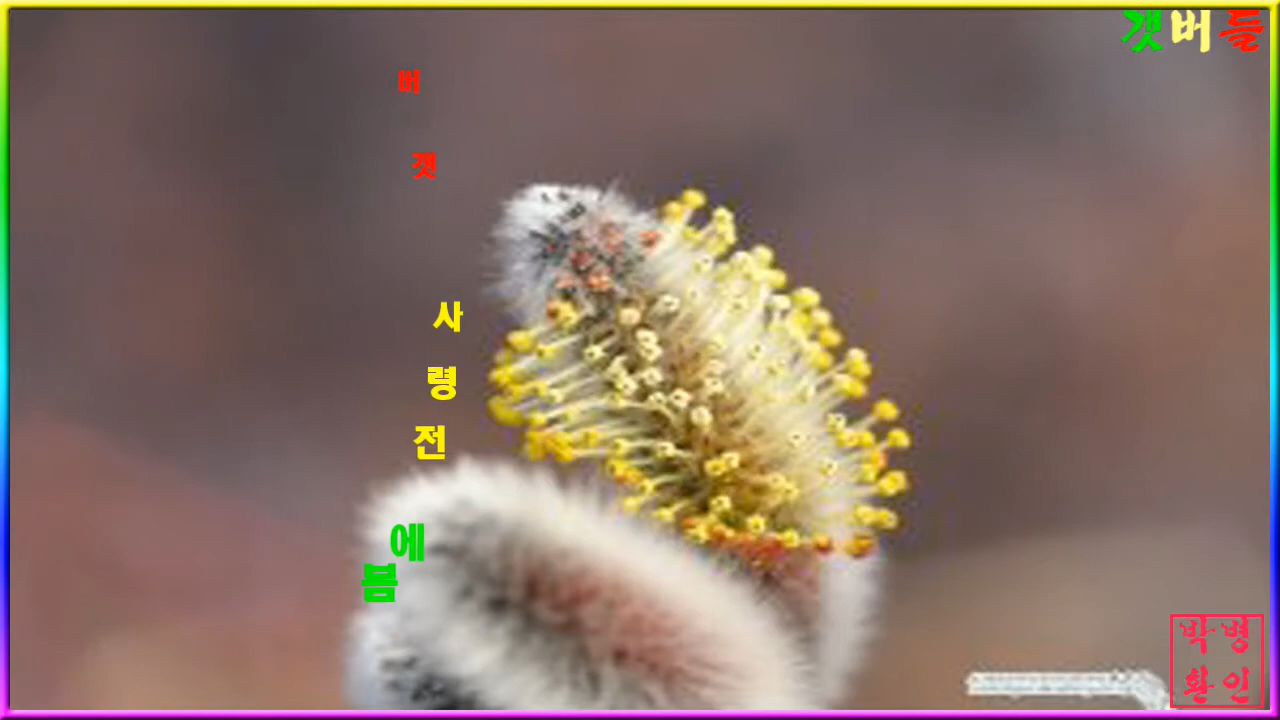 갯버들
봄에 전령사 갯버
박병
환인